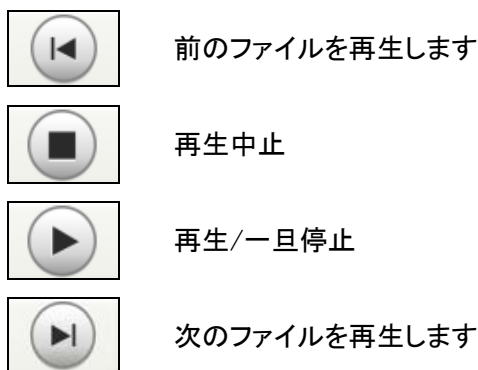 前のファイルを再生します
再生中止
再生/一旦停止
次のファイルを再生します